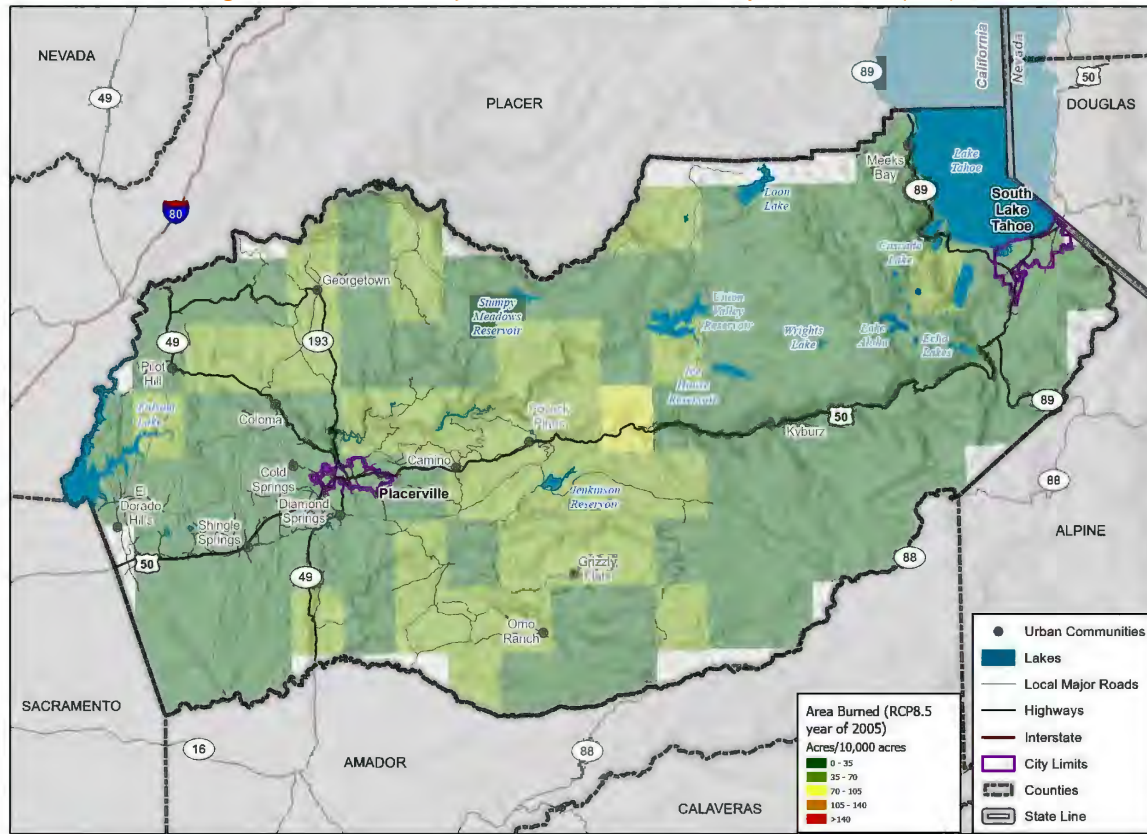 NEVADA
49
80
PLACER
89
California
Nevada
50
DOUGLAS
Meeks
Bay
89
Lake
Tahoe
South
Lake
Tahoe
Loon
Lake
Cascade
Lake
Georgetown
Stumpy
Meadows
Reservoir
Union
Valley
Reservoir
Wrights
Lake
Lake
Aloha
Echo
Lakes
Ice
House
Reservoir
49
193
Pilot
Hill
Coloma
Folsom
Lake
Camino
50
Kyburz
89
Cold
Springs
Placerville
Diamond
Springs
Jenkinson
Reservoir
El
Dorado
Hills
Shingle
Springs
50
49
Grizzly
Flats
Omo
Ranch
88
88
ALPINE
SACRAMENTO
16
AMADOR
88
CALAVERAS
Area Burned (RCP8.5
year of 2005)
Acres/10,000 acres
0 - 35
35 - 70
70 - 105
105 - 140
>140
Urban Communities
Lakes
Local Major Roads
Highways
Interstate
City Limits
Counties
State Line